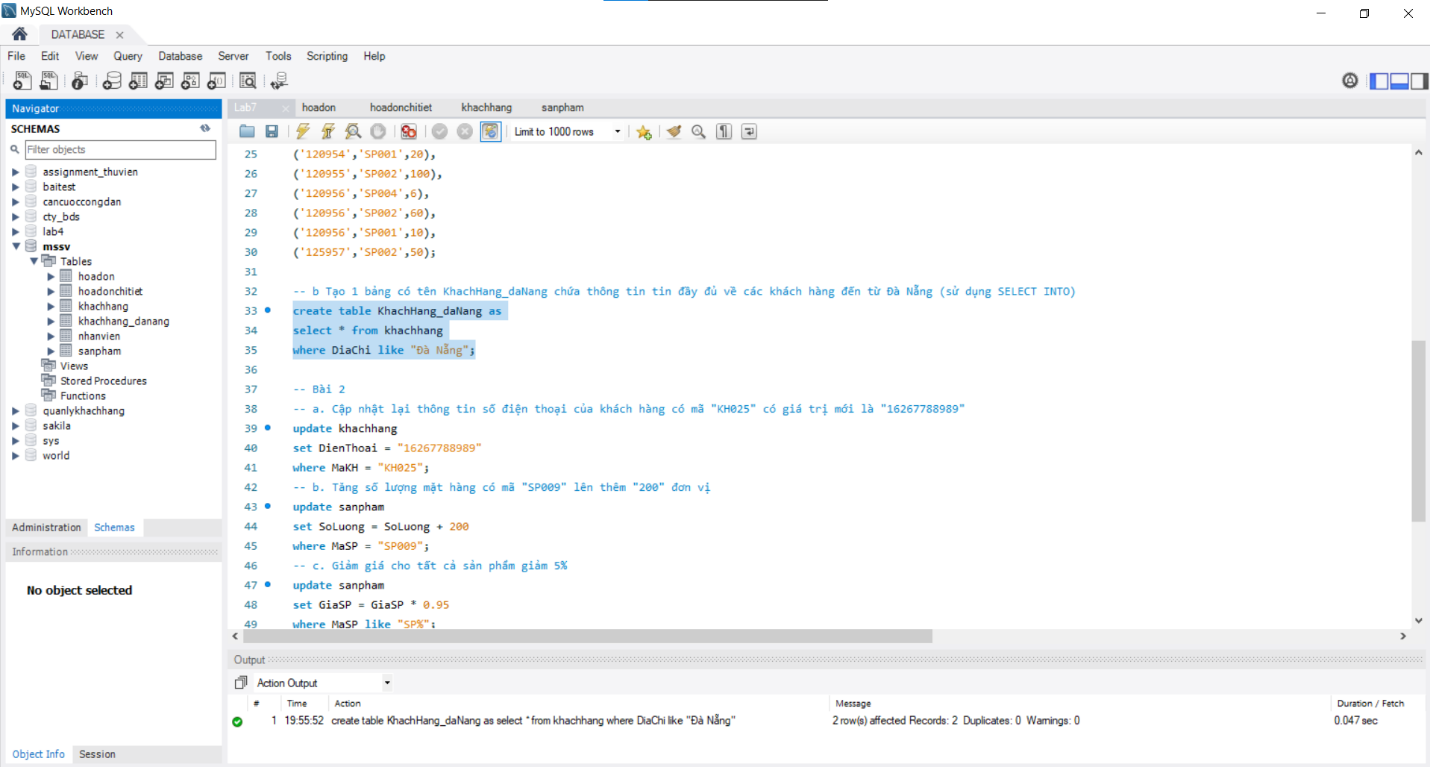 MySQL Workbench
DATABASE
File Edit View Query Database Server Tools Scripting Help
Navigator
SCHEMAS
Filter objects
assignment_thuvien
baitest
cancuoccongdan
cty_bds
lab4
mssv
Tables
hoadon
hoadonchitiet
khachhang
khachhang_danang
nhanvien
sanpham
Views
Stored Procedures
Functions
quanlykhachhang
sakila
sys
world
Administration Schemas
Information
No object selected
Object Info Session
Lab7 hoadon hoadonchitiet khachhang sanpham
Limit to 1000 rows
25 ('120954','SP001',20),
26 ('120955','SP002',100),
27 ('120956','SP004',6),
28 ('120956','SP002',60),
29 ('120956','SP001',10),
30 ('125957','SP002',50);
31
32 -- b Tạo 1 bảng có tên KhachHang_daNang chứa thông tin tin đầy đủ về các khách hàng đến từ Đà Nẵng (sử dụng SELECT INTO)
33 create table KhachHang_daNang as
34 select * from khachhang
35 where DiaChi like "Đà Nẵng";
36
37 -- Bài 2
38 -- a. Cập nhật lại thông tin số điện thoại của khách hàng có mã "KH025" có giá trị mới là "16267788989"
39 update khachhang
40 set DienThoai = "16267788989"
41 where MaKH = "KH025";
42 -- b. Tăng số lượng mặt hàng có mã "SP009" lên thêm "200" đơn vị
43 update sanpham
44 set SoLuong = SoLuong + 200
45 where MaSP = "SP009";
46 -- c. Giảm giá cho tất cả sản phẩm giảm 5%
47 update sanpham
48 set GiaSP = GiaSP * 0.95
49 where MaSP like "SP%";
Output
Action Output
# Time Action Message Duration / Fetch
1 19:55:52 create table KhachHang_daNang as select * from khachhang where DiaChi like "Đà Nẵng" 2 row(s) affected Records: 2 Duplicates: 0 Warnings: 0 0.047 sec